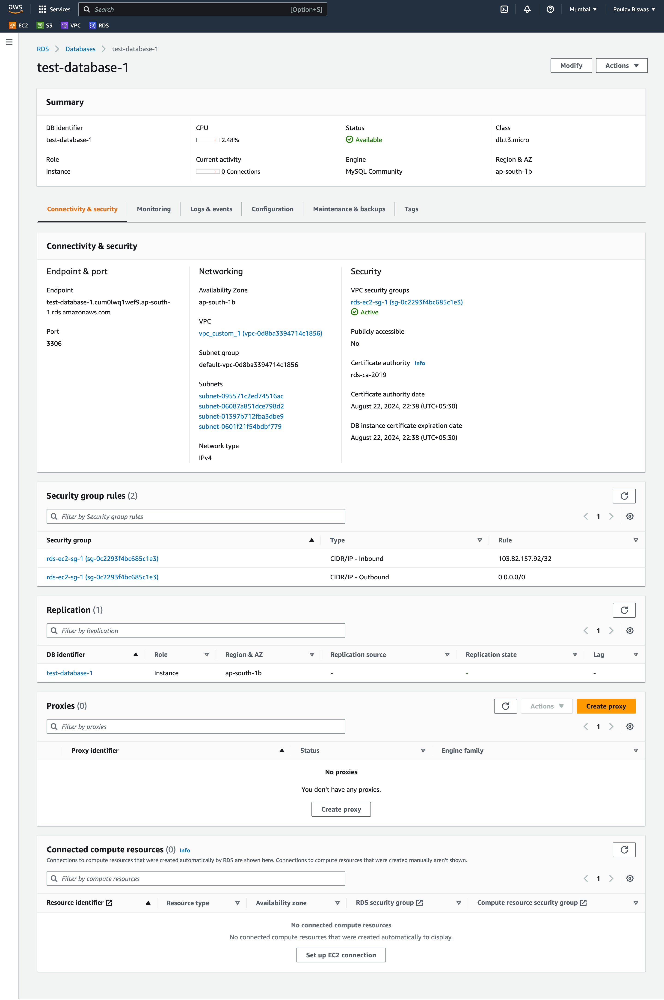 aws
Services
Search
[Option+S]
Mumbai
Poulav Biswas
EC2
S3
VPC
RDS
RDS
Databases
test-database-1
test-database-1
Modify
Actions
Summary
DB identifier
test-database-1
CPU
2.48%
Status
Available
Class
db.t3.micro
Role
Instance
Current activity
0 Connections
Engine
MySQL Community
Region & AZ
ap-south-1b
Connectivity & security
Monitoring
Logs & events
Configuration
Maintenance & backups
Tags
Connectivity & security
Endpoint & port
Endpoint
test-database-1.cum0lwq1wef9.ap-south-
1.rds.amazonaws.com
Port
3306
Networking
Availability Zone
ap-south-1b
VPC
vpc_custom_1 (vpc-0d8ba3394714c1856)
Subnet group
default-vpc-0d8ba3394714c1856
Subnets
subnet-095571c2ed74516ac
subnet-06087a851dce798d2
subnet-01397b712fba3dbe9
subnet-0601f21f54bdbf779
Network type
IPv4
Security
VPC security groups
rds-ec2-sg-1 (sg-0c2293f4bc685c1e3)
Active
Publicly accessible
No
Certificate authority Info
rds-ca-2019
Certificate authority date
August 22, 2024, 22:38 (UTC+05:30)
DB instance certificate expiration date
August 22, 2024, 22:38 (UTC+05:30)
Security group rules (2)
Filter by Security group rules
1
Security group
Type
Rule
rds-ec2-sg-1 (sg-0c2293f4bc685c1e3)
CIDR/IP - Inbound
103.82.157.92/32
rds-ec2-sg-1 (sg-0c2293f4bc685c1e3)
CIDR/IP - Outbound
0.0.0.0/0
Replication (1)
Filter by Replication
1
DB identifier
Role
Region & AZ
Replication source
Replication state
Lag
test-database-1
Instance
ap-south-1b
-
-
-
Proxies (0)
Actions
Create proxy
Filter by proxies
1
Proxy identifier
Status
Engine family
No proxies
You don't have any proxies.
Create proxy
Connected compute resources (0) Info
Connections to compute resources that were created automatically by RDS are shown here. Connections to compute resources that were created manually aren't shown.
Filter by compute resources
1
Resource identifier
Resource type
Availability zone
RDS security group
Compute resource security group
No connected compute resources
No connected compute resources that were created automatically to display.
Set up EC2 connection